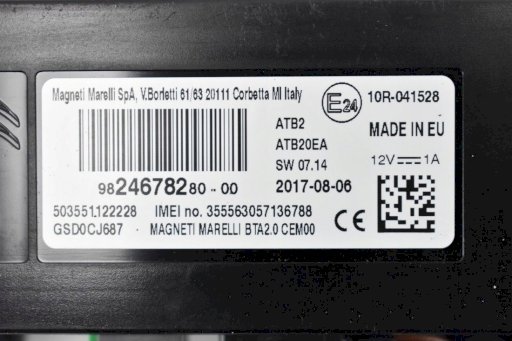 Magneti Marelli SpA, V.Borletti 61/63 20111 Corbetta MI Italy
E24
10R-041528
ATB2
MADE IN EU
ATB20EA
SW 07.14
12V 1A
9824678280-00
2017-08-06
503551,122228
IMEI no. 355563057136788
CE
GSD0CJ687
MAGNETI MARELLI BTA2.0 CEM00